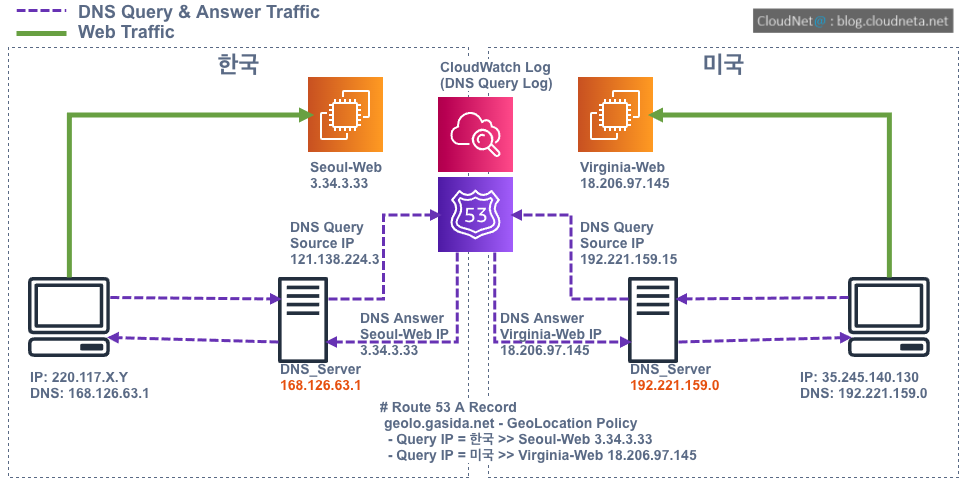 DNS Query & Answer Traffic
Web Traffic
CloudNet@ : blog.cloudneta.net
한국
미국
CloudWatch Log
(DNS Query Log)
Seoul-Web
3.34.3.33
Virginia-Web
18.206.97.145
53
DNS Query
Source IP
121.138.224.3
DNS Query
Source IP
192.221.159.15
DNS Answer
Seoul-Web IP
3.34.3.33
DNS Answer
Virginia-Web IP
18.206.97.145
IP: 220.117.X.Y
DNS: 168.126.63.1
DNS_Server
168.126.63.1
DNS_Server
192.221.159.0
IP: 35.245.140.130
DNS: 192.221.159.0
# Route 53 A Record
geolo.gasida.net - GeoLocation Policy
- Query IP = 한국 >> Seoul-Web 3.34.3.33
- Query IP = 미국 >> Virginia-Web 18.206.97.145